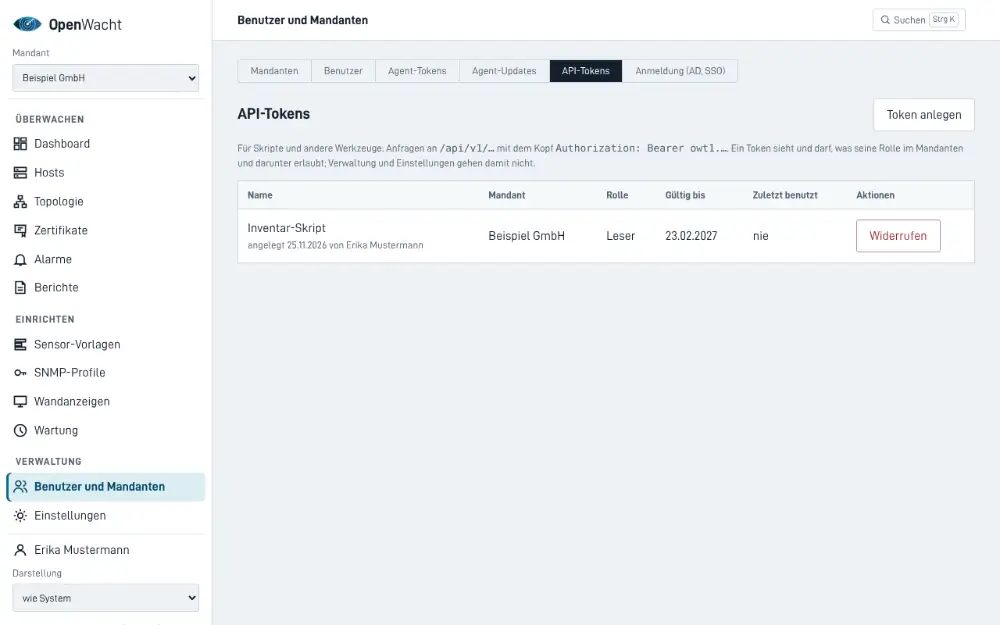 OpenWacht
Mandant
Beispiel GmbH
ÜBERWACHEN
Dashboard
Hosts
Topologie
Zertifikate
Alarme
Berichte
EINRICHTEN
Sensor-Vorlagen
SNMP-Profile
Wandanzeigen
Wartung
VERWALTUNG
Benutzer und Mandanten
Einstellungen
Erika Mustermann
Darstellung
wie System
Benutzer und Mandanten
Suchen Strg K
Mandanten Benutzer Agent-Tokens Agent-Updates API-Tokens Anmeldung (AD, SSO)
API-Tokens
Token anlegen
Für Skripte und andere Werkzeuge: Anfragen an /api/v1/… mit dem Kopf Authorization: Bearer owt1.…. Ein Token sieht und darf, was seine Rolle im Mandanten
und darunter erlaubt; Verwaltung und Einstellungen gehen damit nicht.
Name Mandant Rolle Gültig bis Zuletzt benutzt Aktionen
Inventar-Skript
angelegt 25.11.2026 von Erika Mustermann
Beispiel GmbH Leser 23.02.2027 nie Widerrufen